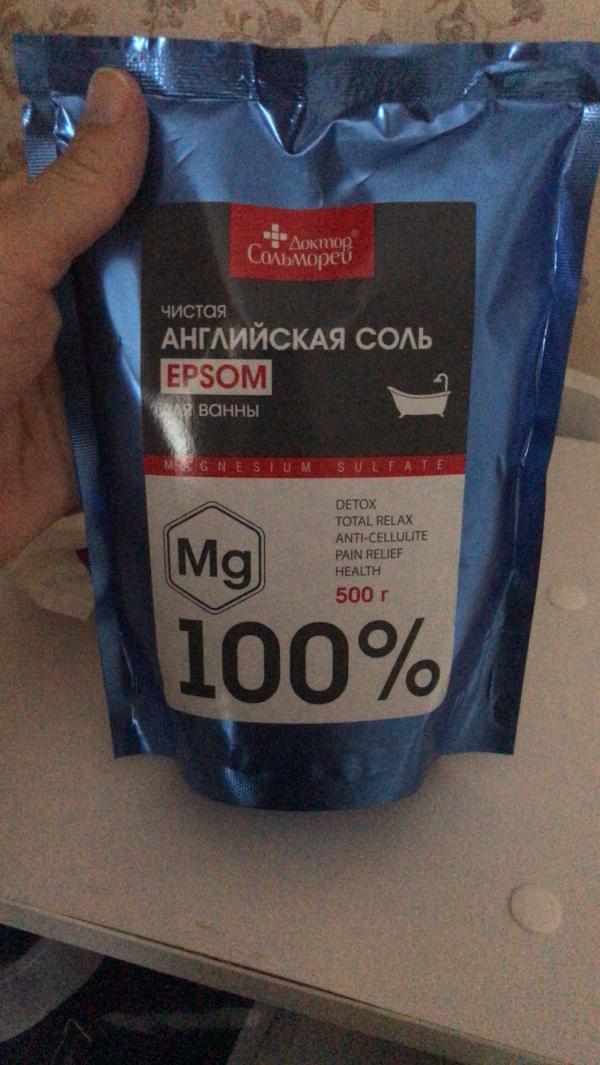 Доктор®
Сольморей
ЧИСТАЯ
АНГЛИЙСКАЯ СОЛЬ
EPSOM
ДЛЯ ВАННЫ
MAGNESIUM SULFATE
DETOX
TOTAL RELAX
ANTI-CELLULITE
PAIN RELIEF
HEALTH
500 г
Mg
100%